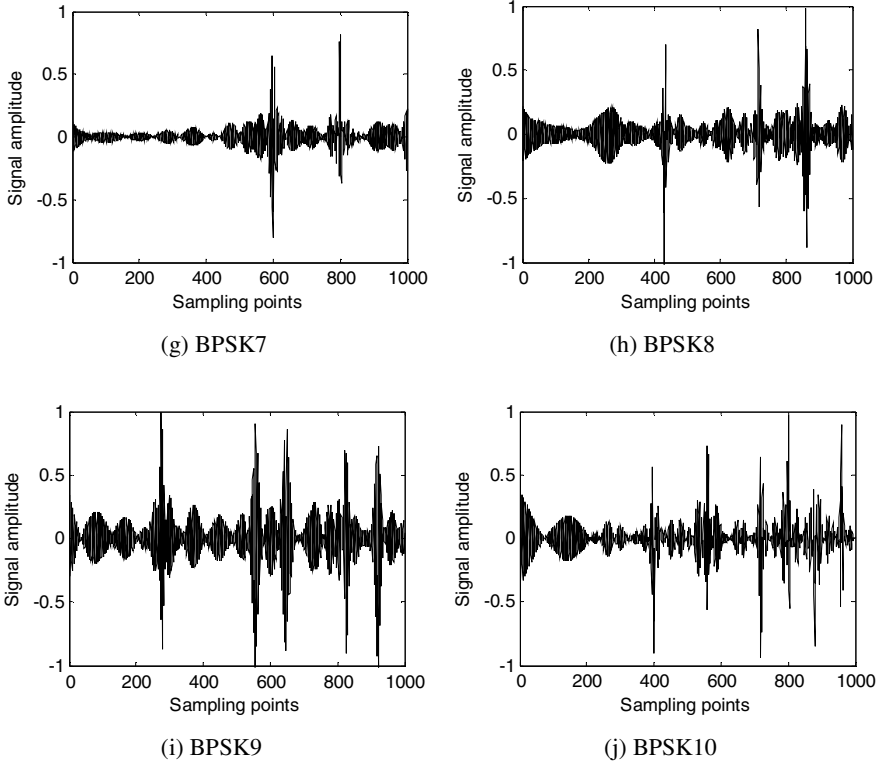 1
0.5
0
-0.5
-1
Signal amplitude
0 200 400 600 800 1000
Sampling points
(g) BPSK7
1
0.5
0
-0.5
-1
Signal amplitude
0 200 400 600 800 1000
Sampling points
(h) BPSK8
1
0.5
0
-0.5
-1
Signal amplitude
0 200 400 600 800 1000
Sampling points
(i) BPSK9
1
0.5
0
-0.5
-1
Signal amplitude
0 200 400 600 800 1000
Sampling points
(j) BPSK10